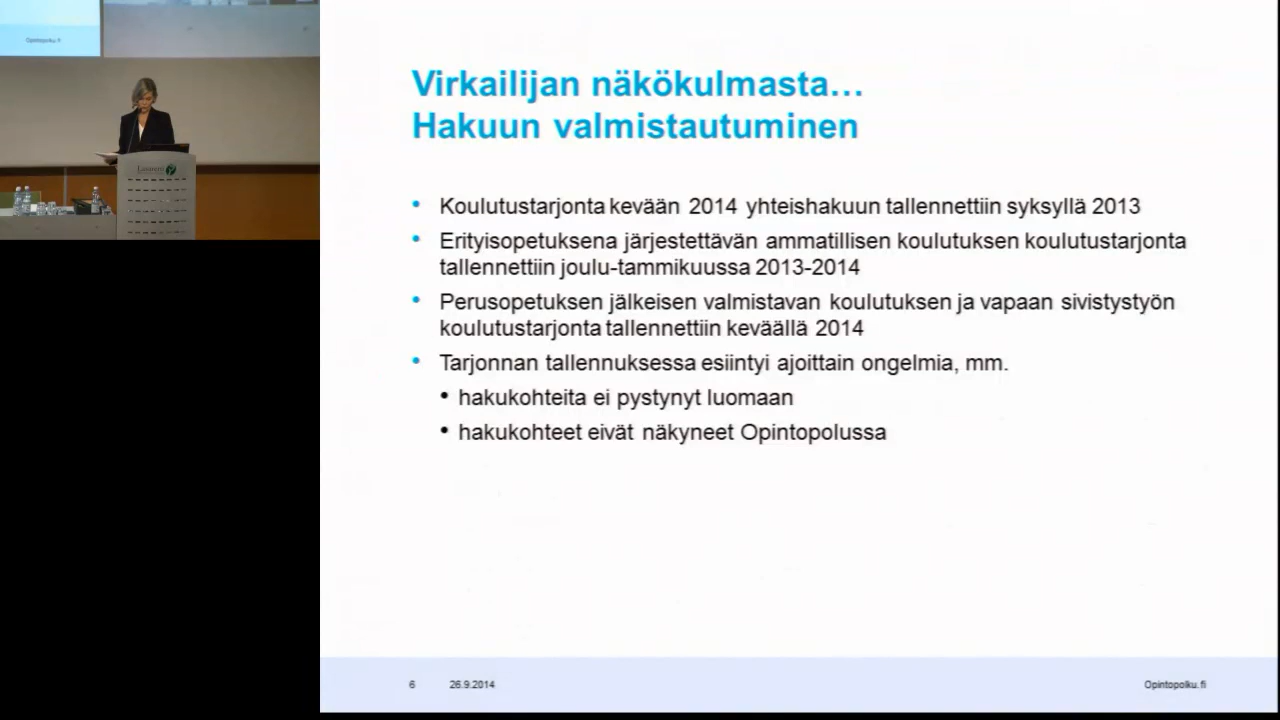 Opintopolku.fi
Virkailijan näkökulmasta…
Hakuun valmistautuminen
• Koulutustarjonta kevään 2014 yhteishakuun tallennettiin syksyllä 2013
• Erityisopetuksena järjestettävän ammatillisen koulutuksen koulutustarjonta
tallennettiin joulu-tammikuussa 2013-2014
• Perusopetuksen jälkeisen valmistavan koulutuksen ja vapaan sivistystyön
koulutustarjonta tallennettiin keväällä 2014
• Tarjonnan tallennuksessa esiintyi ajoittain ongelmia, mm.
• hakukohteita ei pystynyt luomaan
• hakukohteet eivät näkyneet Opintopolussa
6 26.9.2014 Opintopolku.fi